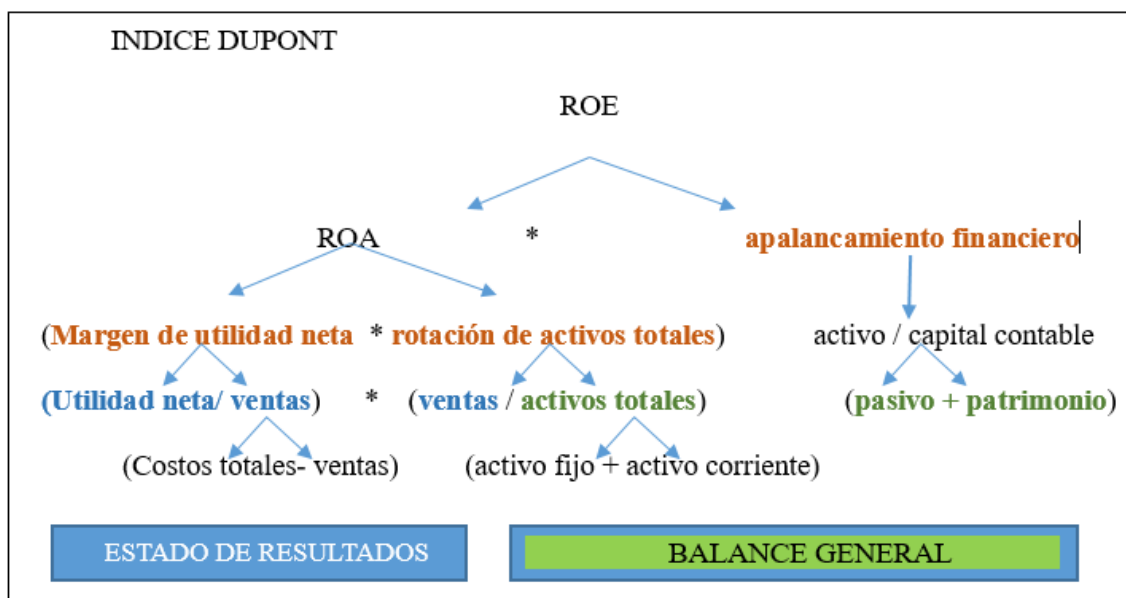 INDICE DUPONT
ROE
ROA * apalancamiento financiero
(Margen de utilidad neta * rotación de activos totales) activo / capital contable
(Utilidad neta/ ventas) * (ventas / activos totales) (pasivo + patrimonio)
(Costos totales- ventas) (activo fijo + activo corriente)
ESTADO DE RESULTADOS BALANCE GENERAL